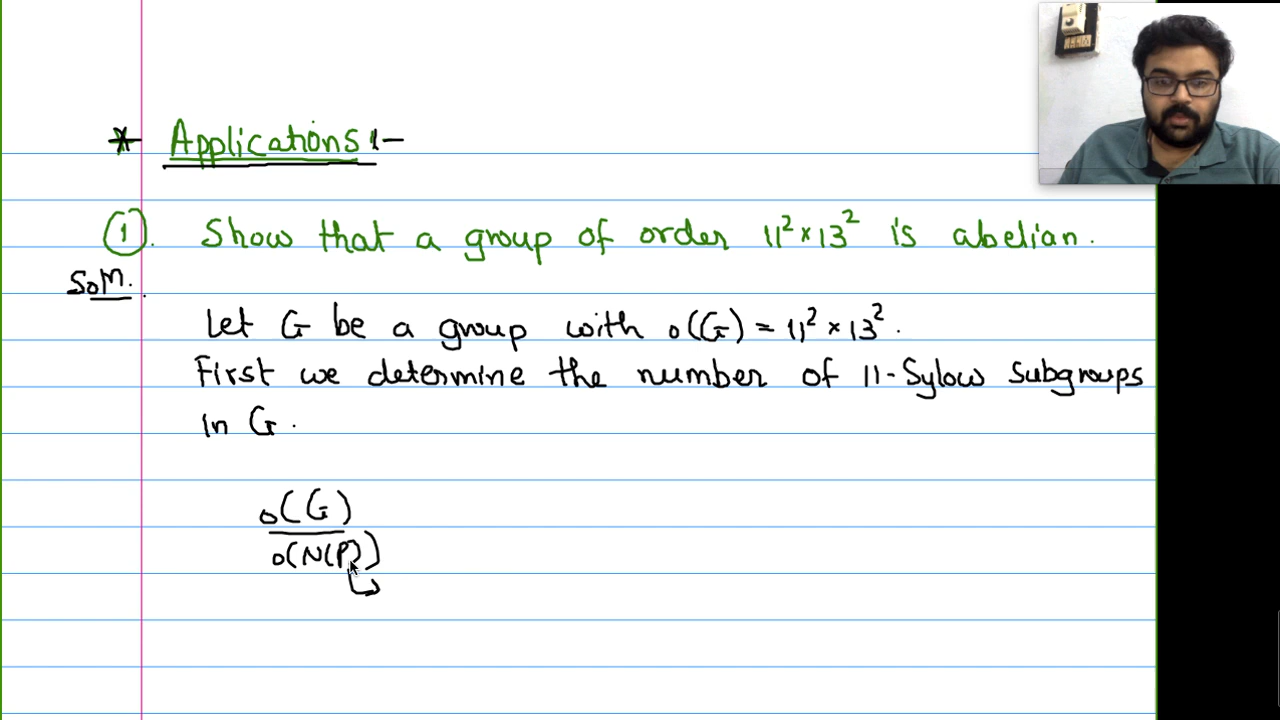 * Applications :-
① . Show that a group of order 11² × 13² is abelian.
Soln.
Let G be a group with o(G) = 11² × 13².
First we determine the number of 11-Sylow subgroups
in G.
o(G)
o(N(P))